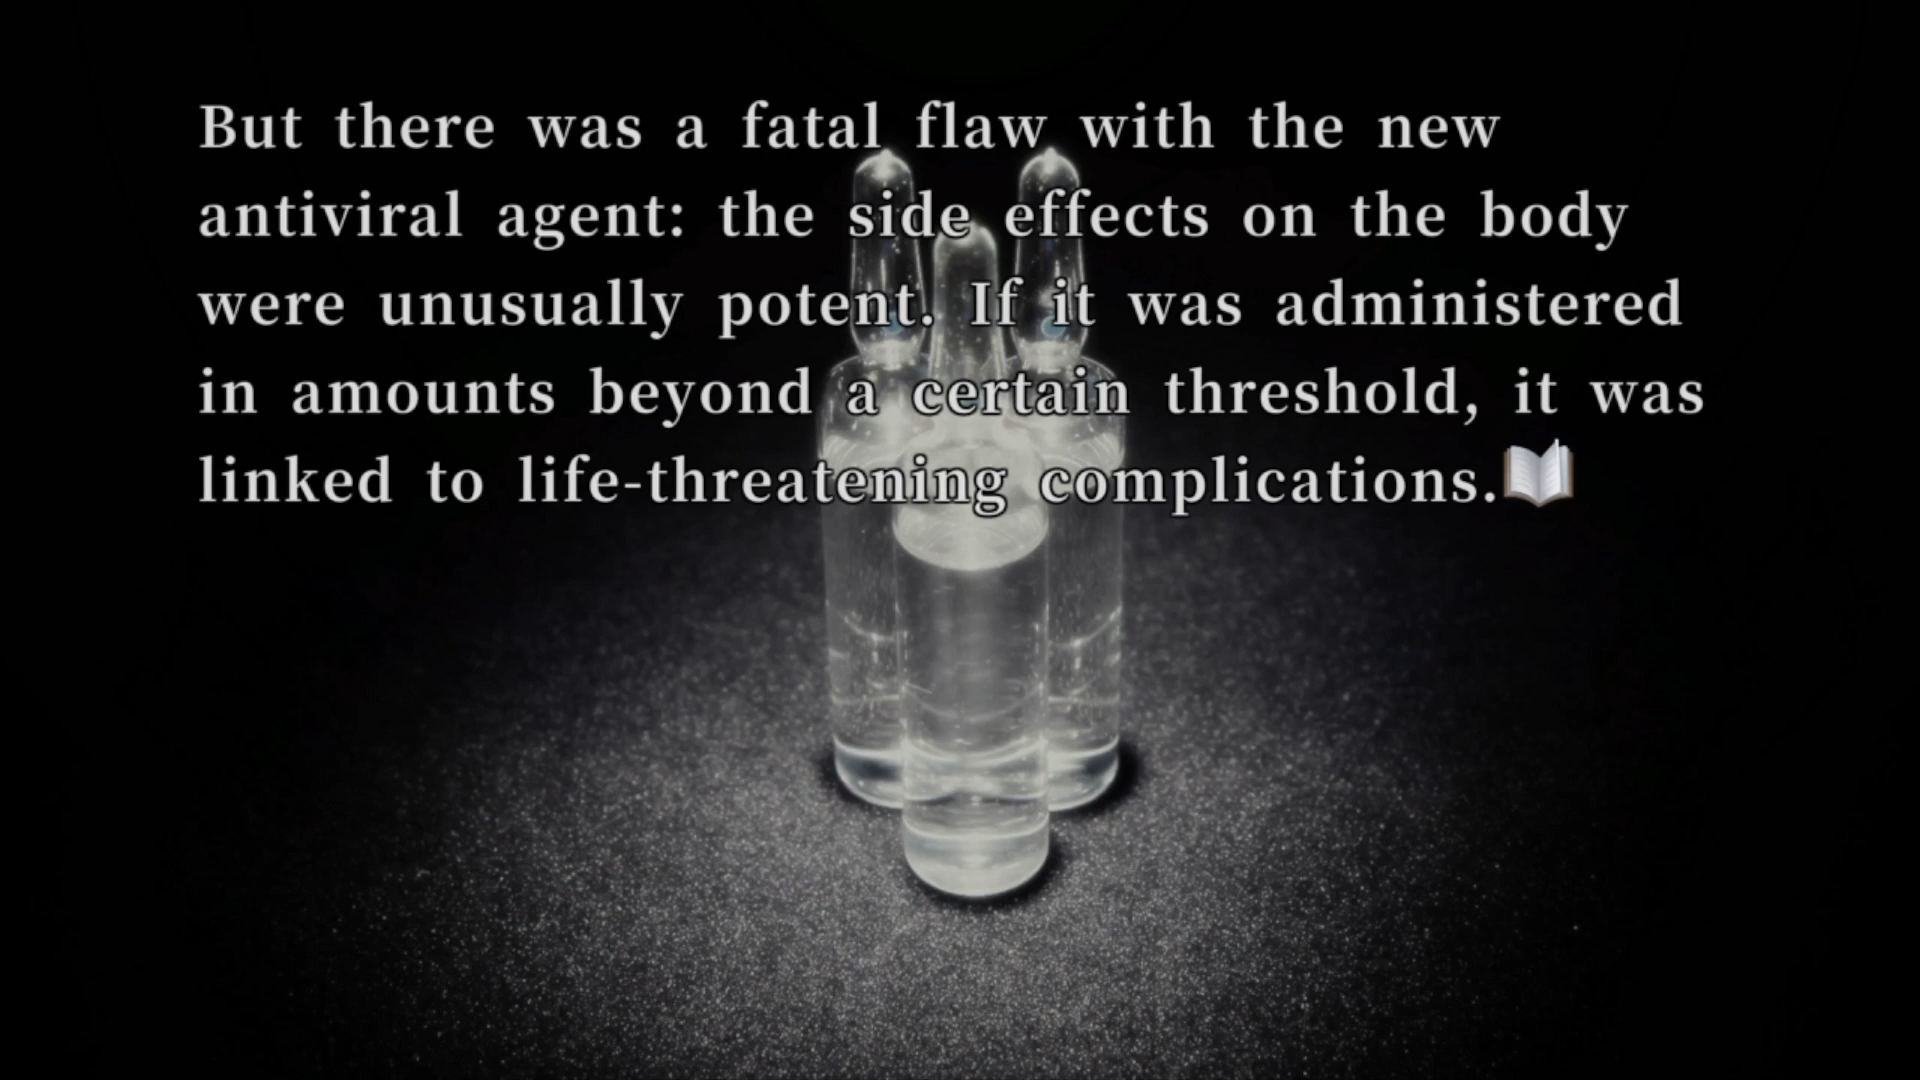 But there was a fatal flaw with the new
antiviral agent: the side effects on the body
were unusually potent. If it was administered
in amounts beyond a certain threshold, it was
linked to life-threatening complications.